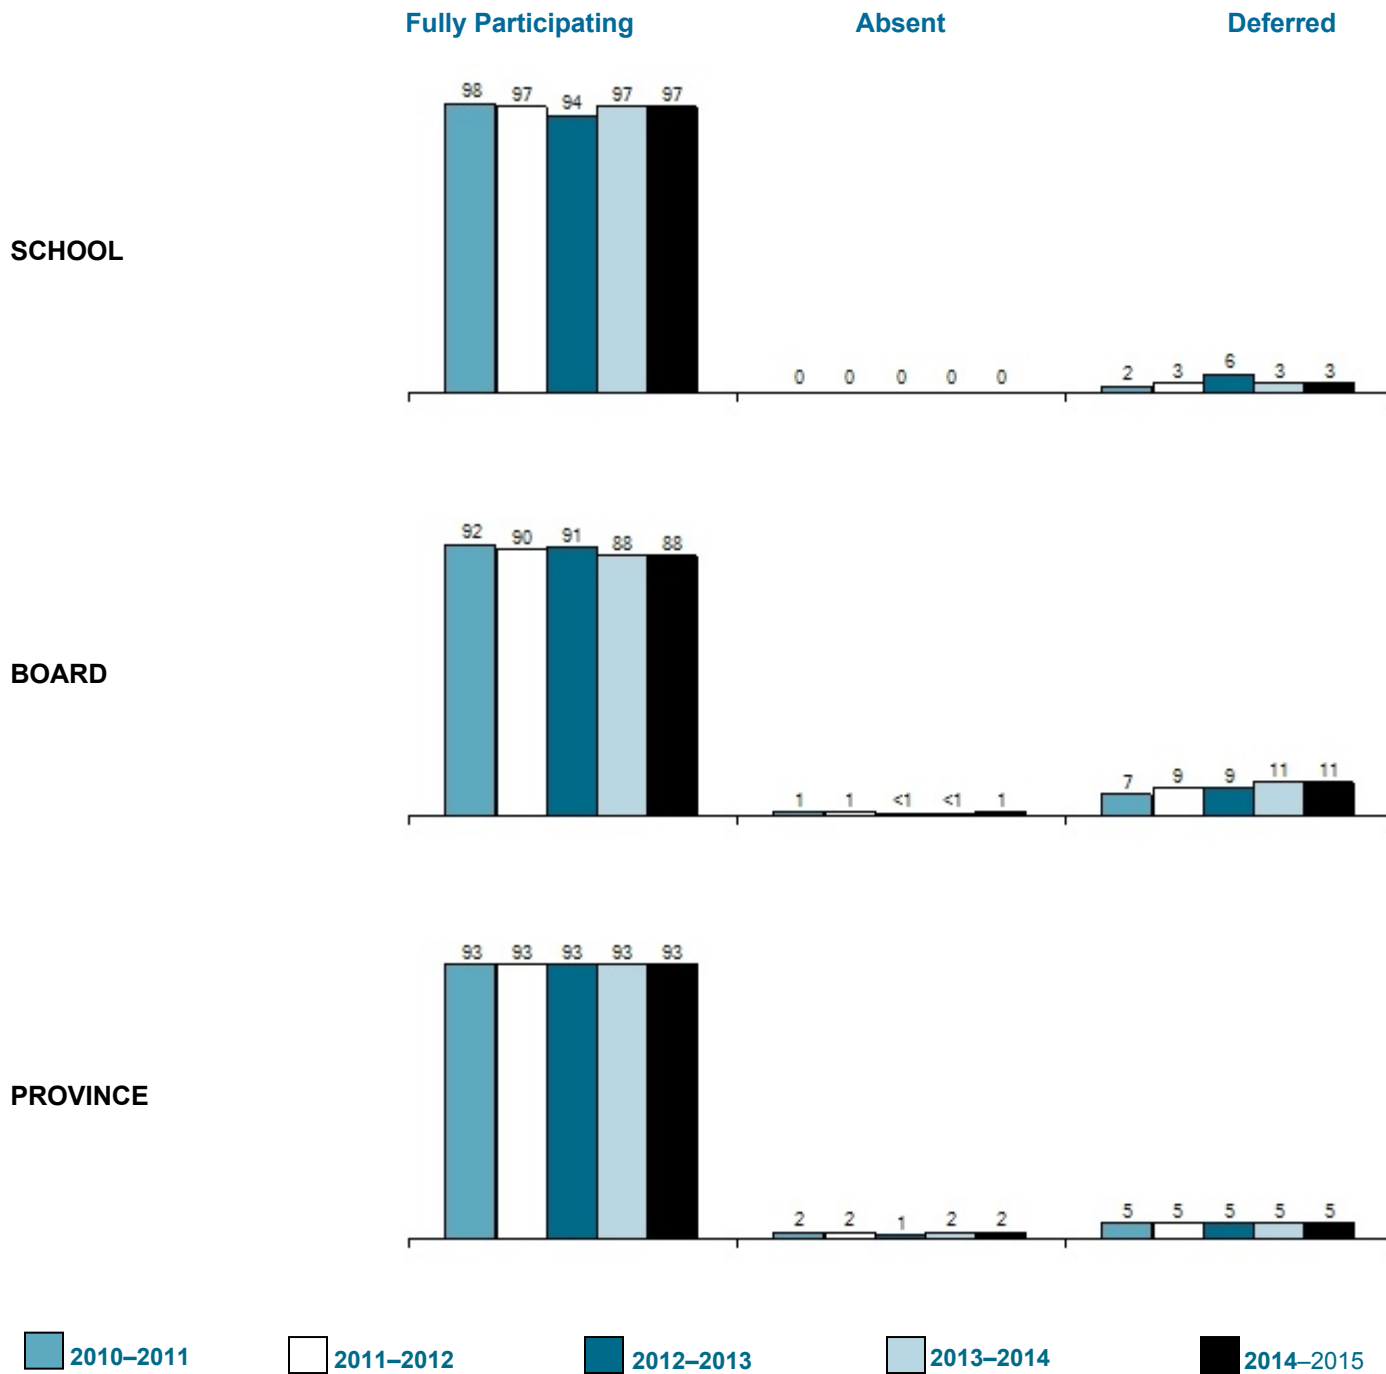 Fully Participating Absent Deferred
98 97 94 97 97
SCHOOL
0 0 0 0 0
2 3 6 3 3
92 90 91 88 88
BOARD
1 1 <1 <1 1
7 9 9 11 11
93 93 93 93 93
PROVINCE
2 2 1 2 2
5 5 5 5 5
2010–2011 2011–2012 2012–2013 2013–2014 2014–2015